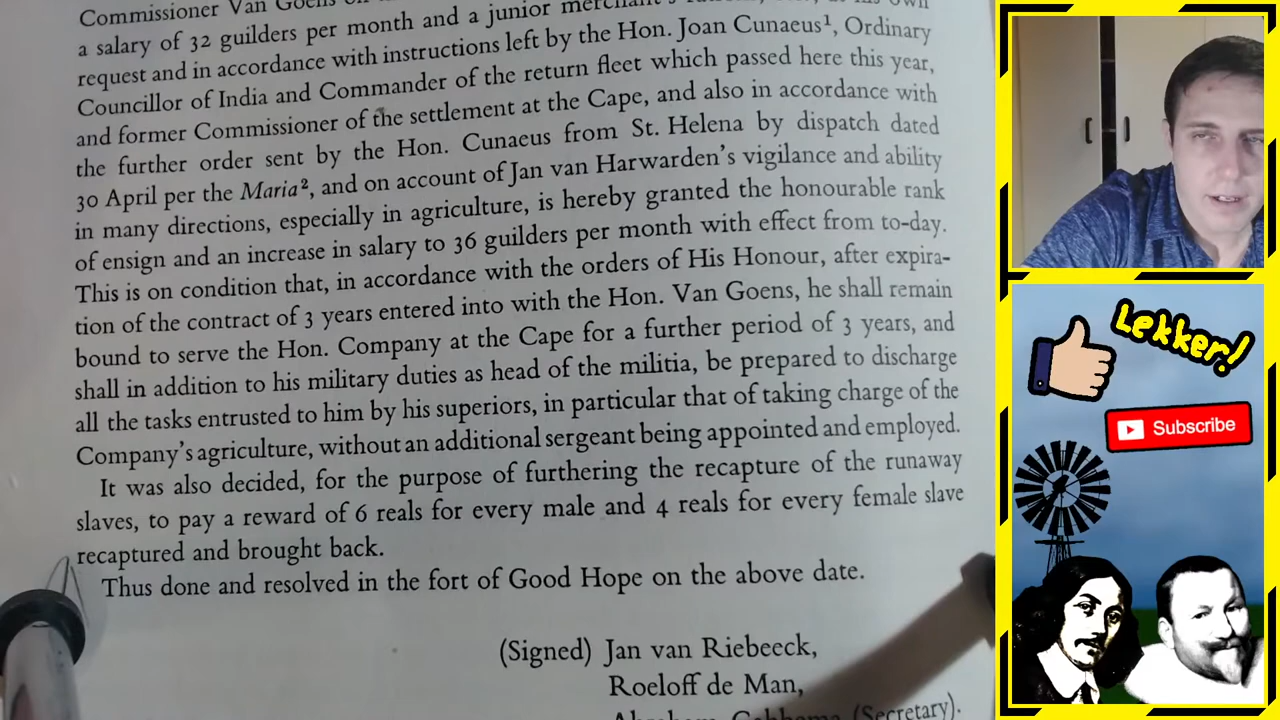 Commissioner Van Goens
a salary of 32 guilders per month and a junior merchant's
request and in accordance with instructions left by the Hon. Joan Cunaeus¹, Ordinary
Councillor of India and Commander of the return fleet which passed here this year,
and former Commissioner of the settlement at the Cape, and also in accordance with
the further order sent by the Hon. Cunaeus from St. Helena by dispatch dated
30 April per the Maria², and on account of Jan van Harwarden's vigilance and ability
in many directions, especially in agriculture, is hereby granted the honourable rank
of ensign and an increase in salary to 36 guilders per month with effect from to-day.
This is on condition that, in accordance with the orders of His Honour, after expira-
tion of the contract of 3 years entered into with the Hon. Van Goens, he shall remain
bound to serve the Hon. Company at the Cape for a further period of 3 years, and
shall in addition to his military duties as head of the militia, be prepared to discharge
all the tasks entrusted to him by his superiors, in particular that of taking charge of the
Company's agriculture, without an additional sergeant being appointed and employed.
It was also decided, for the purpose of furthering the recapture of the runaway
slaves, to pay a reward of 6 reals for every male and 4 reals for every female slave
recaptured and brought back.
Thus done and resolved in the fort of Good Hope on the above date.
(Signed) Jan van Riebeeck,
Roeloff de Man,
(Secretary).
Lekker!
Subscribe